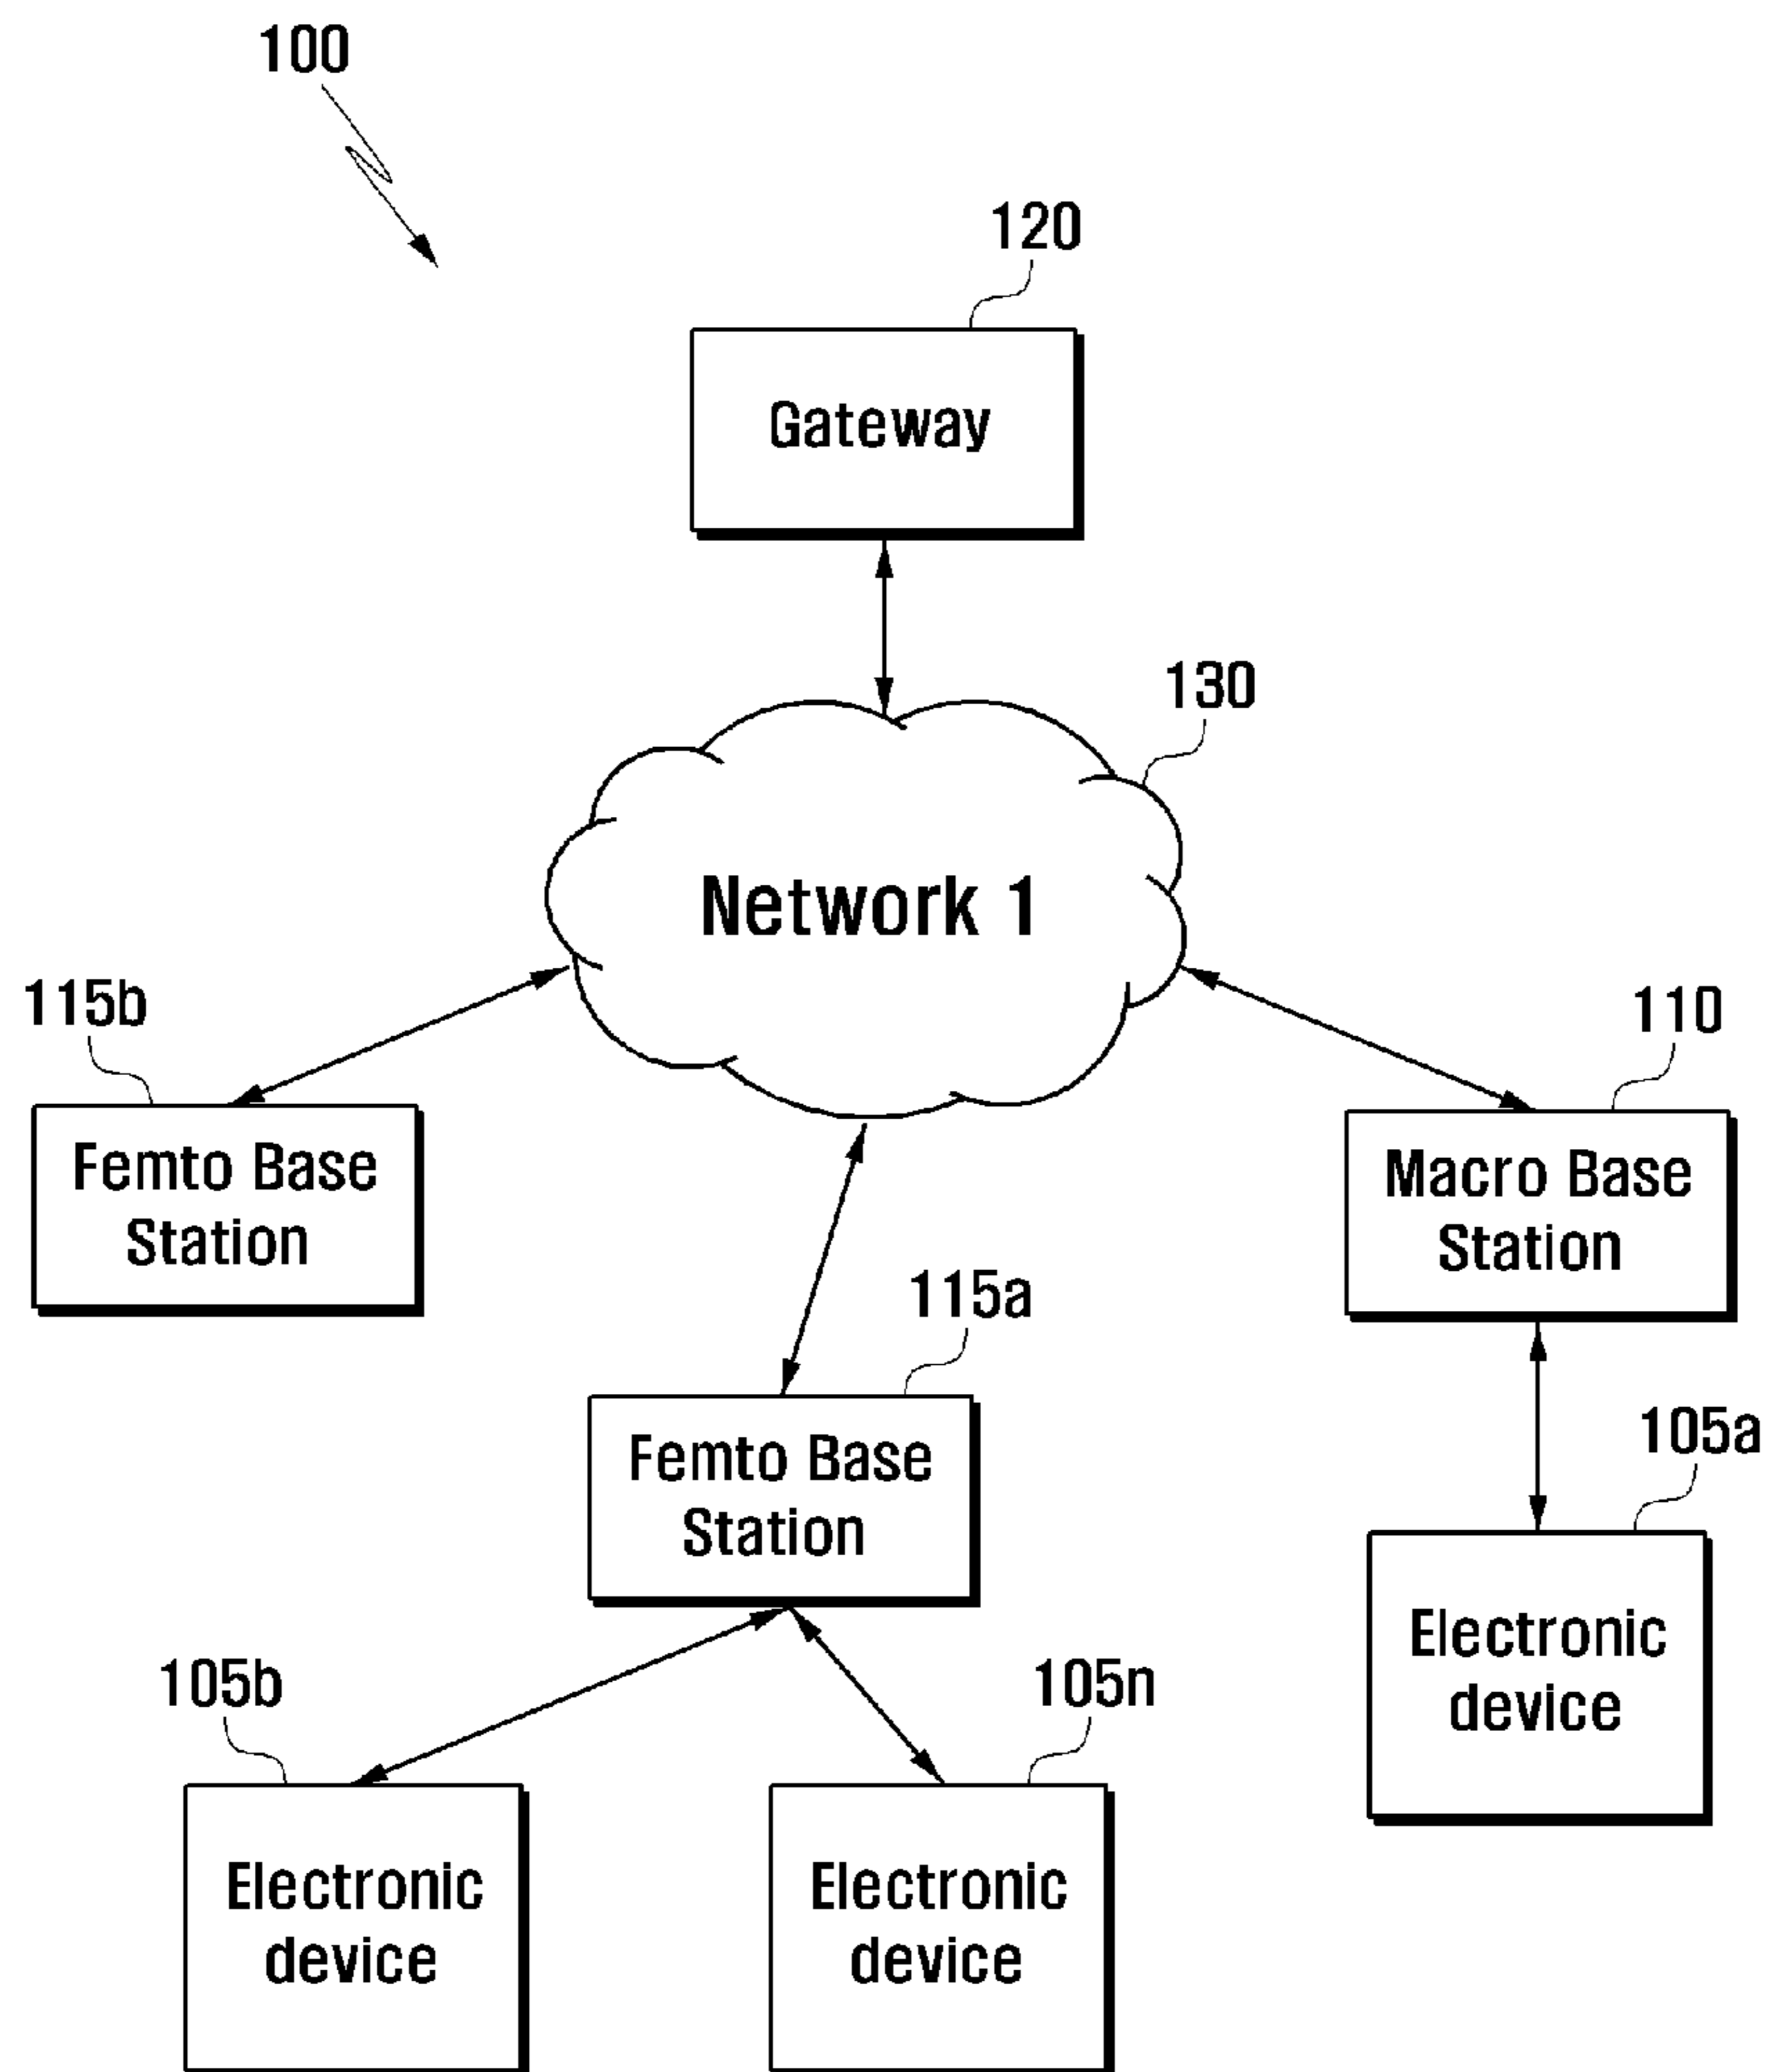 100
120
Gateway
130
Network 1
115b
110
Femto Base
Station
Macro Base
Station
115a
105a
Femto Base
Station
Electronic
device
105b
105n
Electronic
device
Electronic
device